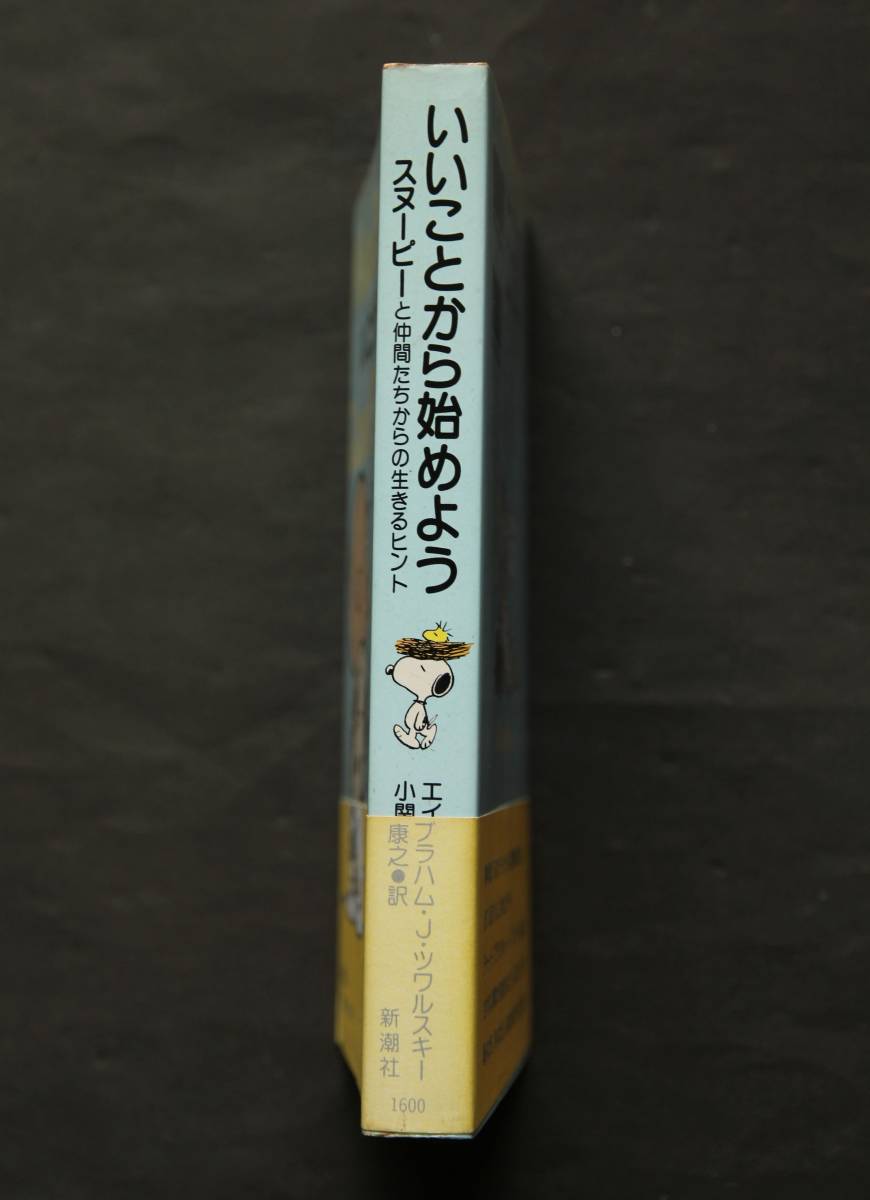 いいことから始めよう
スヌーピーと仲間たちからの生きるヒント
エイブラハム・J・ツワルスキー
小関康之●訳
新潮社
1600